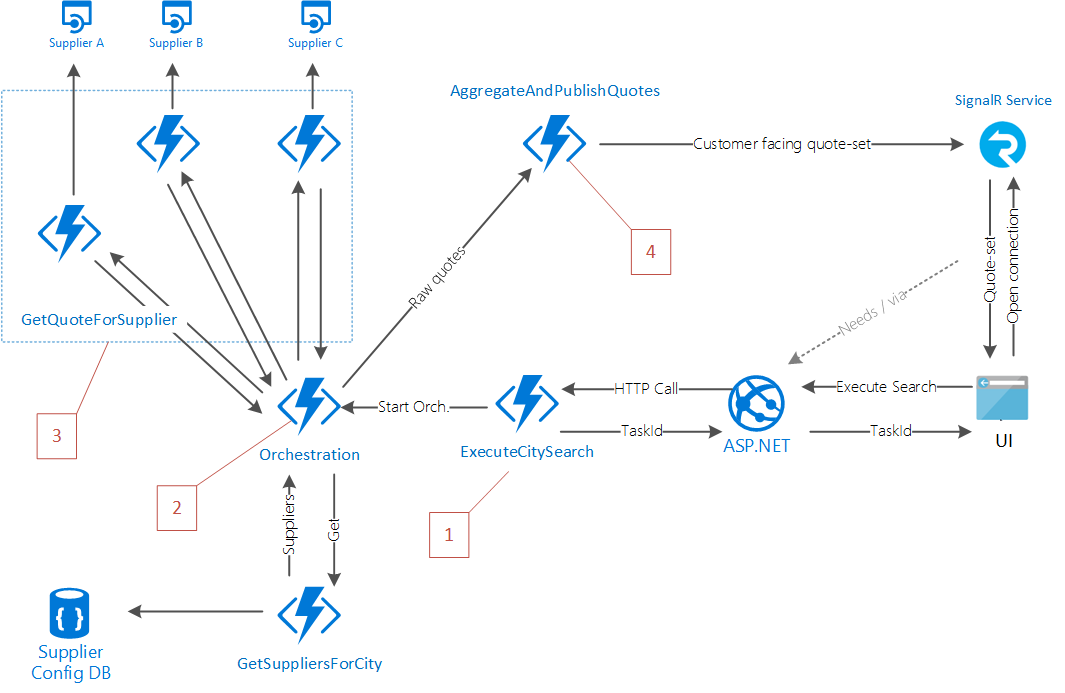 Supplier A
Supplier B
Supplier C
AggregateAndPublishQuotes
SignalR Service
Customer facing quote-set
4
Raw quotes
Quote-set
Open connection
Needs / via
GetQuoteForSupplier
3
HTTP Call
Execute Search
Start Orch.
TaskId
TaskId
ASP.NET
UI
Orchestration
ExecuteCitySearch
2
1
Suppliers
Get
{ }
Supplier
Config DB
GetSuppliersForCity